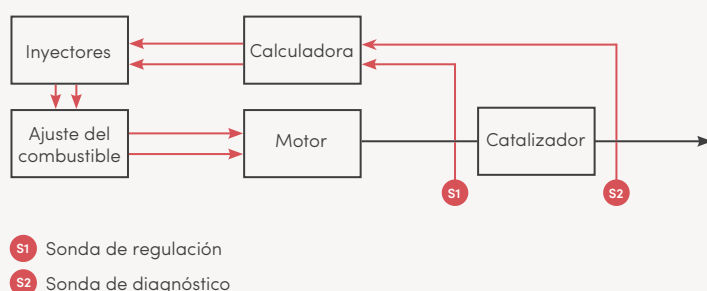 Inyectores
Calculadora
Ajuste del
combustible
Motor
Catalizador
S1
S2
S1 Sonda de regulación
S2 Sonda de diagnóstico